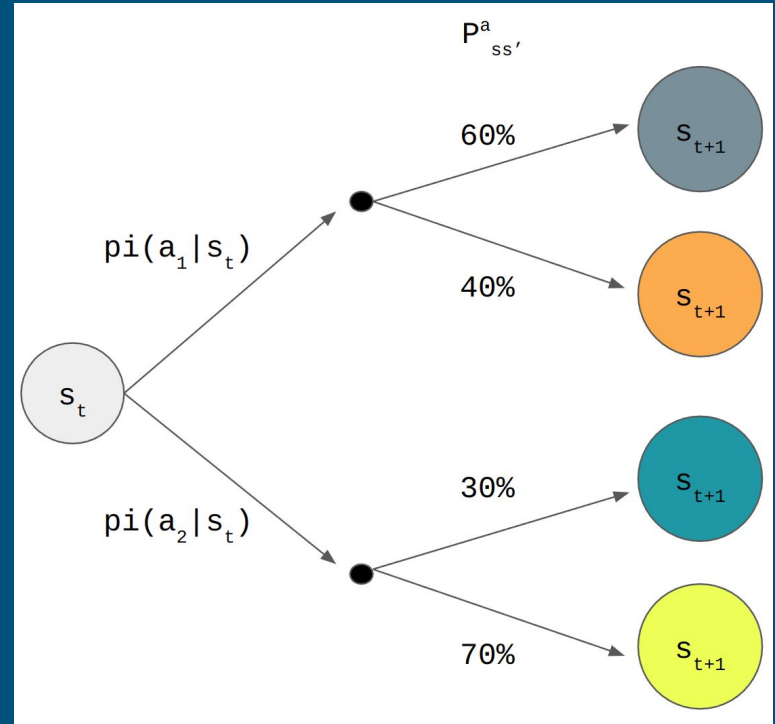 P^a_ss′
60%
s_t+1
pi(a_1|s_t)
40%
s_t+1
s_t
30%
s_t+1
pi(a_2|s_t)
70%
s_t+1